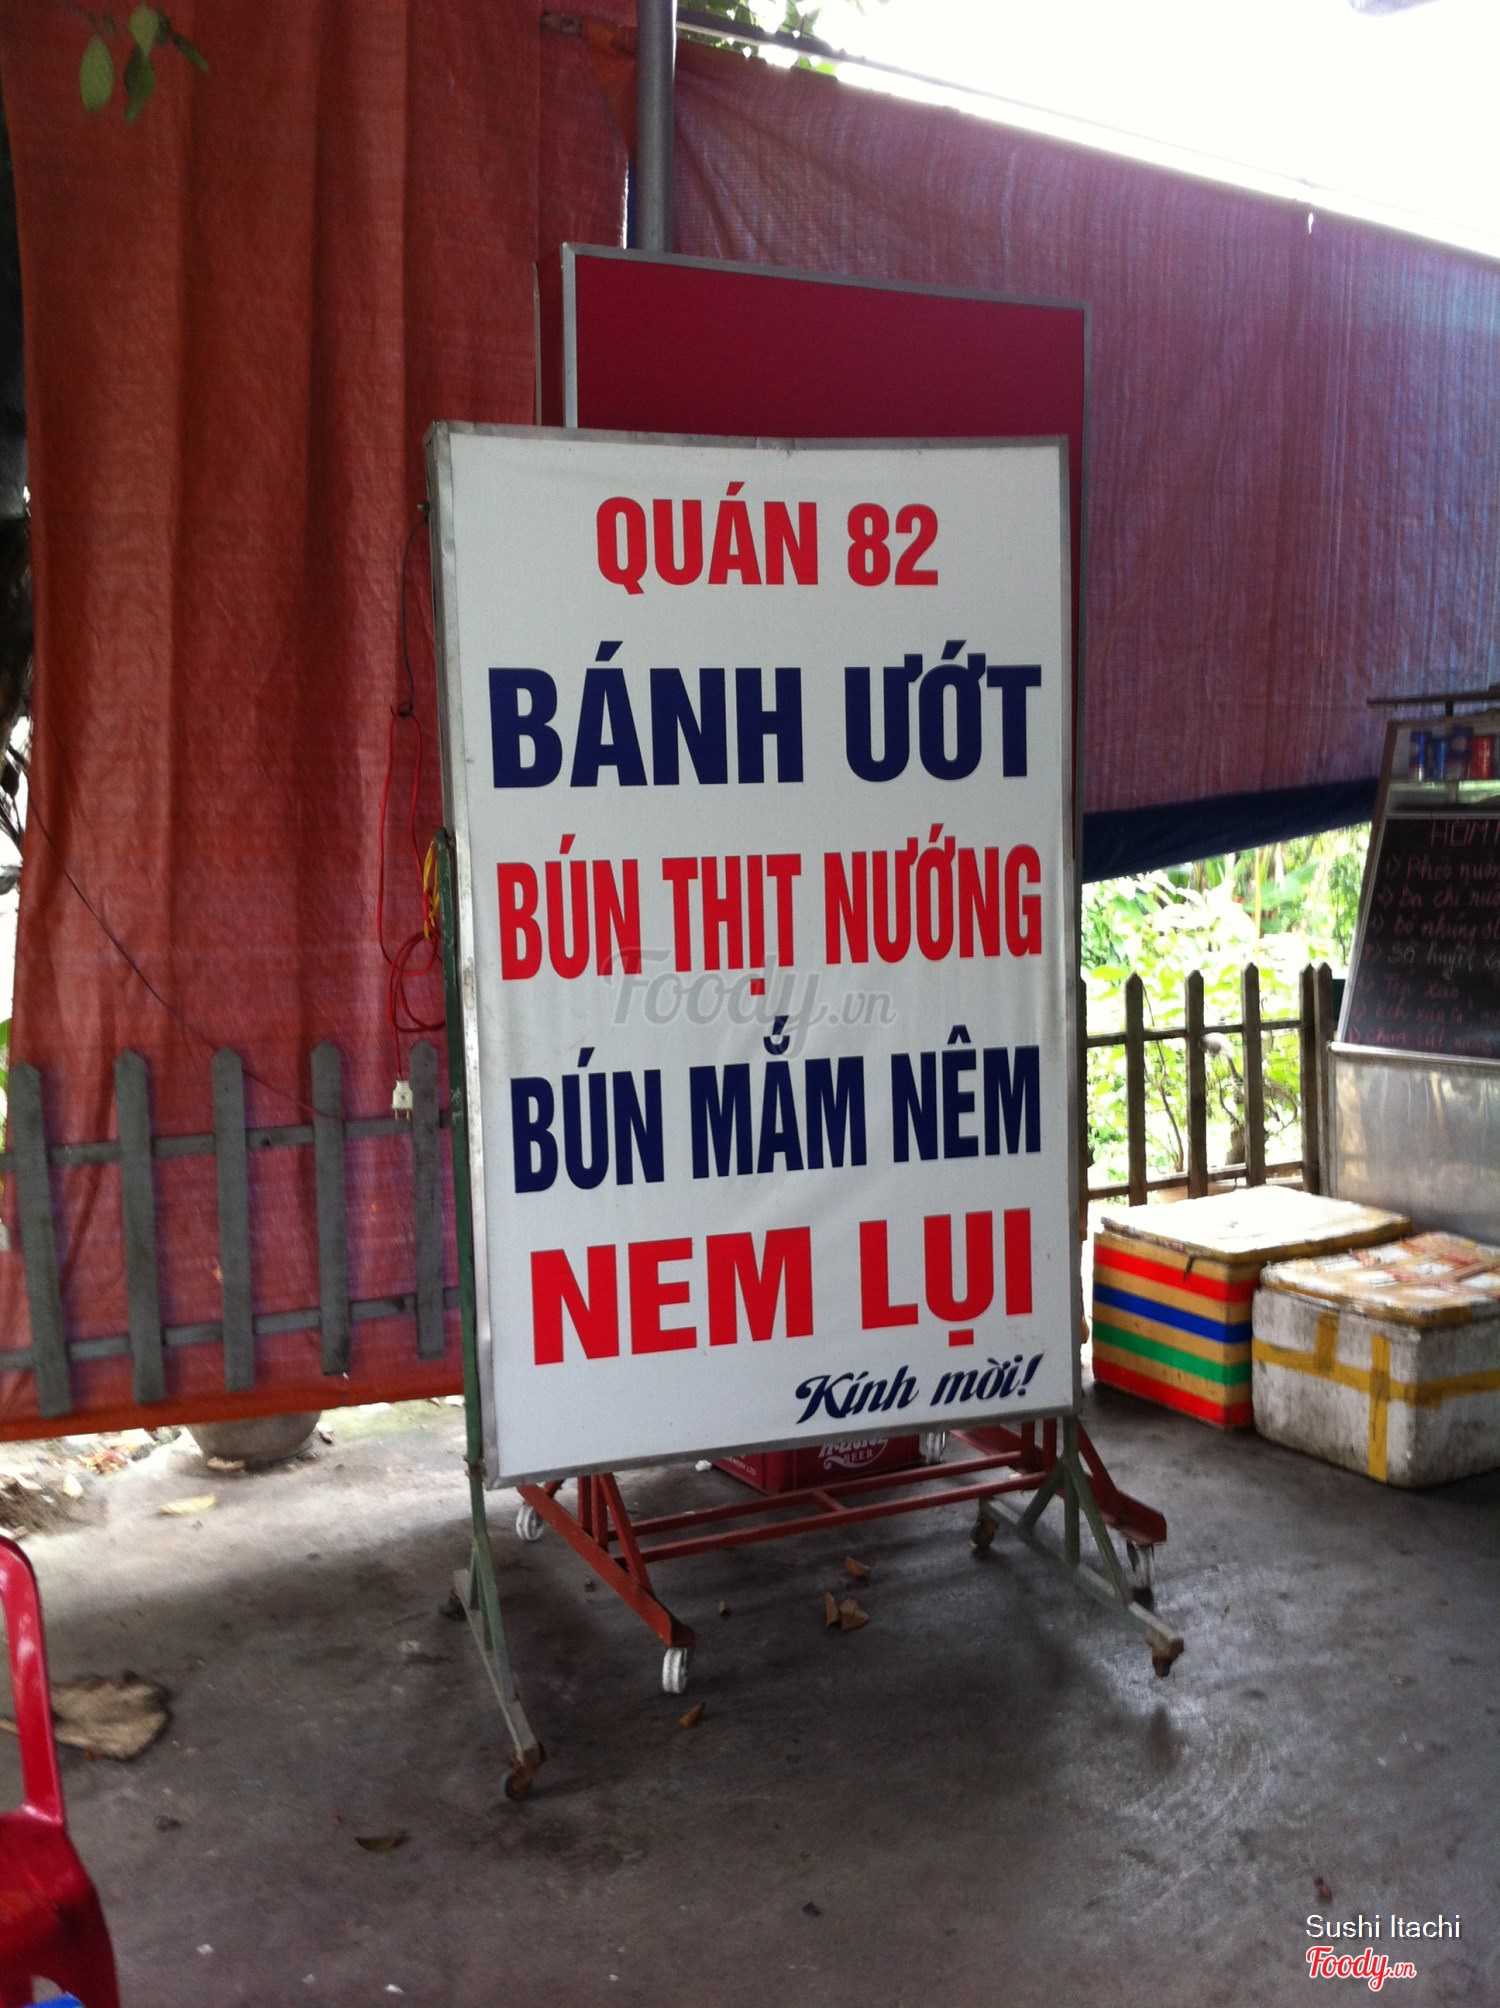 QUÁN 82
BÁNH ƯỚT
BÚN THỊT NƯỚNG
BÚN MẮM NÊM
NEM LỤI
Kính mời!
Foody.vn
BEER
Sushi Itachi
Foody.vn